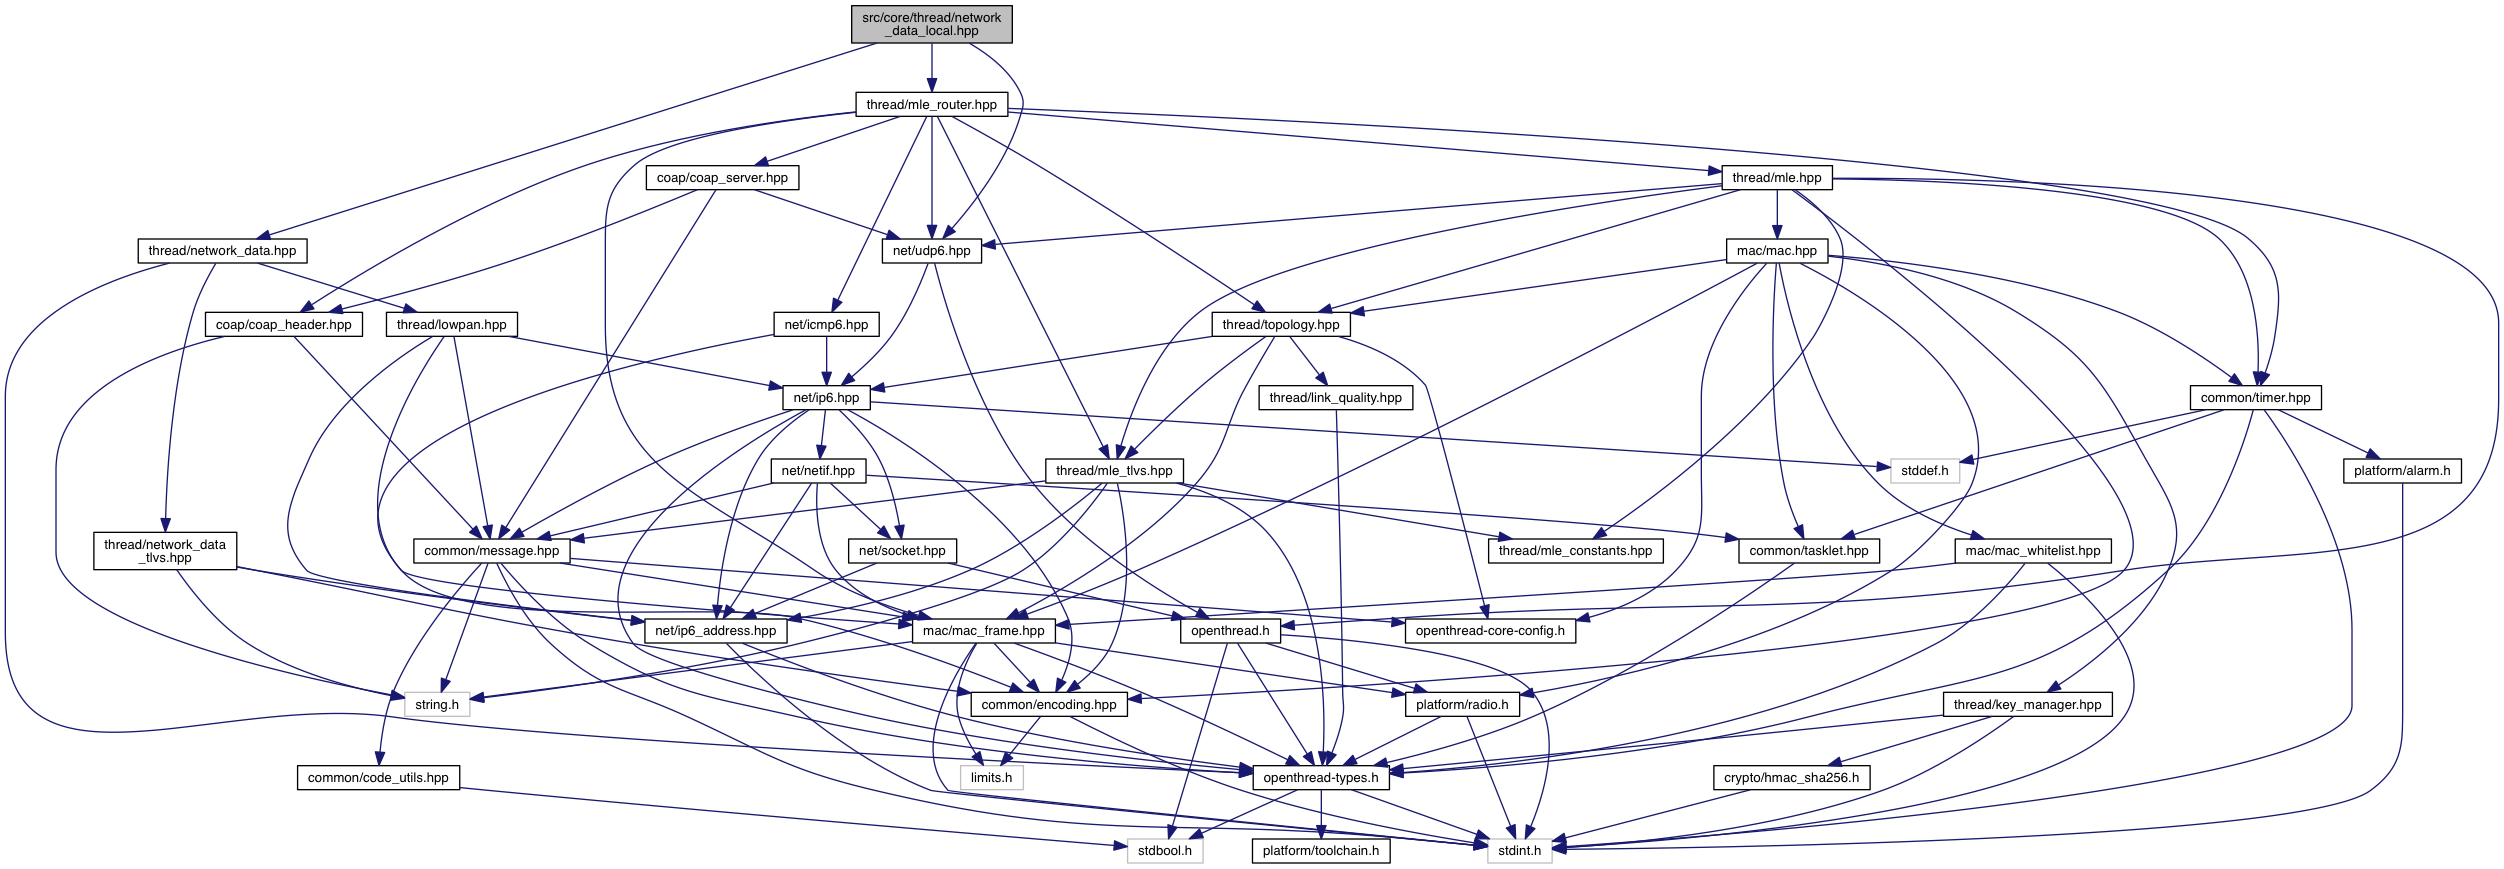 src/core/thread/network
_data_local.hpp
thread/mle_router.hpp
coap/coap_server.hpp
thread/mle.hpp
thread/network_data.hpp
net/udp6.hpp
mac/mac.hpp
coap/coap_header.hpp
thread/lowpan.hpp
net/icmp6.hpp
thread/topology.hpp
net/ip6.hpp
thread/link_quality.hpp
common/timer.hpp
net/netif.hpp
thread/mle_tlvs.hpp
stddef.h
platform/alarm.h
thread/network_data
_tlvs.hpp
common/message.hpp
net/socket.hpp
thread/mle_constants.hpp
common/tasklet.hpp
mac/mac_whitelist.hpp
net/ip6_address.hpp
mac/mac_frame.hpp
openthread.h
openthread-core-config.h
string.h
common/encoding.hpp
platform/radio.h
thread/key_manager.hpp
common/code_utils.hpp
limits.h
openthread-types.h
crypto/hmac_sha256.h
stdbool.h
platform/toolchain.h
stdint.h